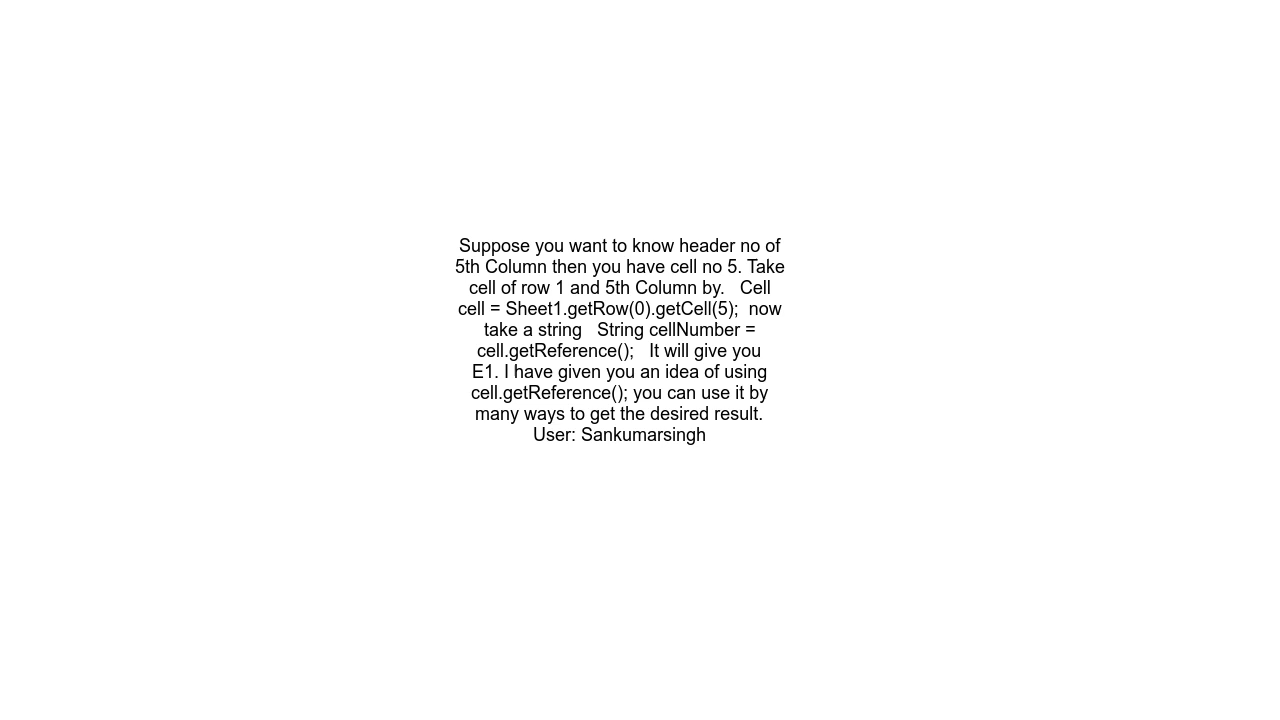 Suppose you want to know header no of
5th Column then you have cell no 5. Take
cell of row 1 and 5th Column by.   Cell
cell = Sheet1.getRow(0).getCell(5);  now
take a string   String cellNumber =
cell.getReference();   It will give you
E1. I have given you an idea of using
cell.getReference(); you can use it by
many ways to get the desired result.
User: Sankumarsingh